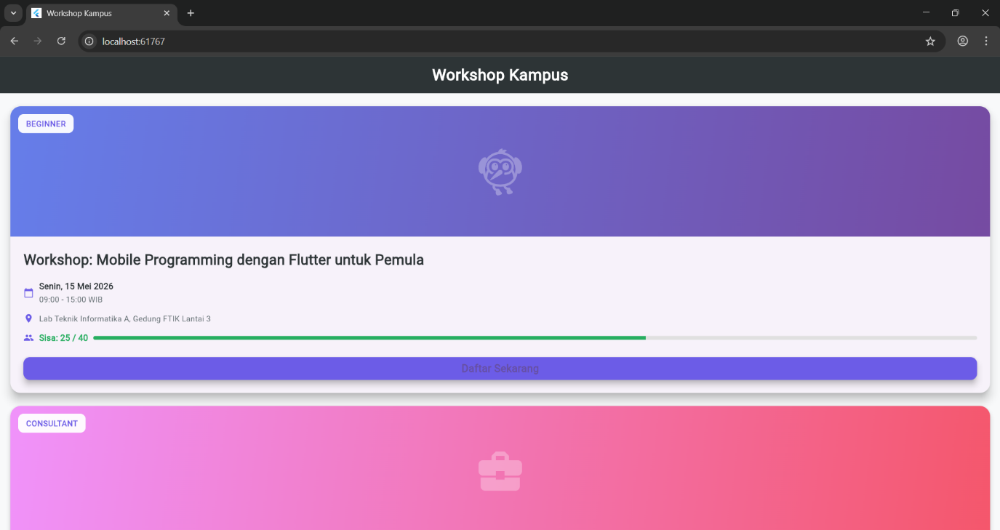 Workshop Kampus
localhost:61767
Workshop Kampus
BEGINNER
Workshop: Mobile Programming dengan Flutter untuk Pemula
Senin, 15 Mei 2026
09:00 - 15:00 WIB
Lab Teknik Informatika A, Gedung FTIK Lantai 3
Sisa: 25 / 40
Daftar Sekarang
CONSULTANT